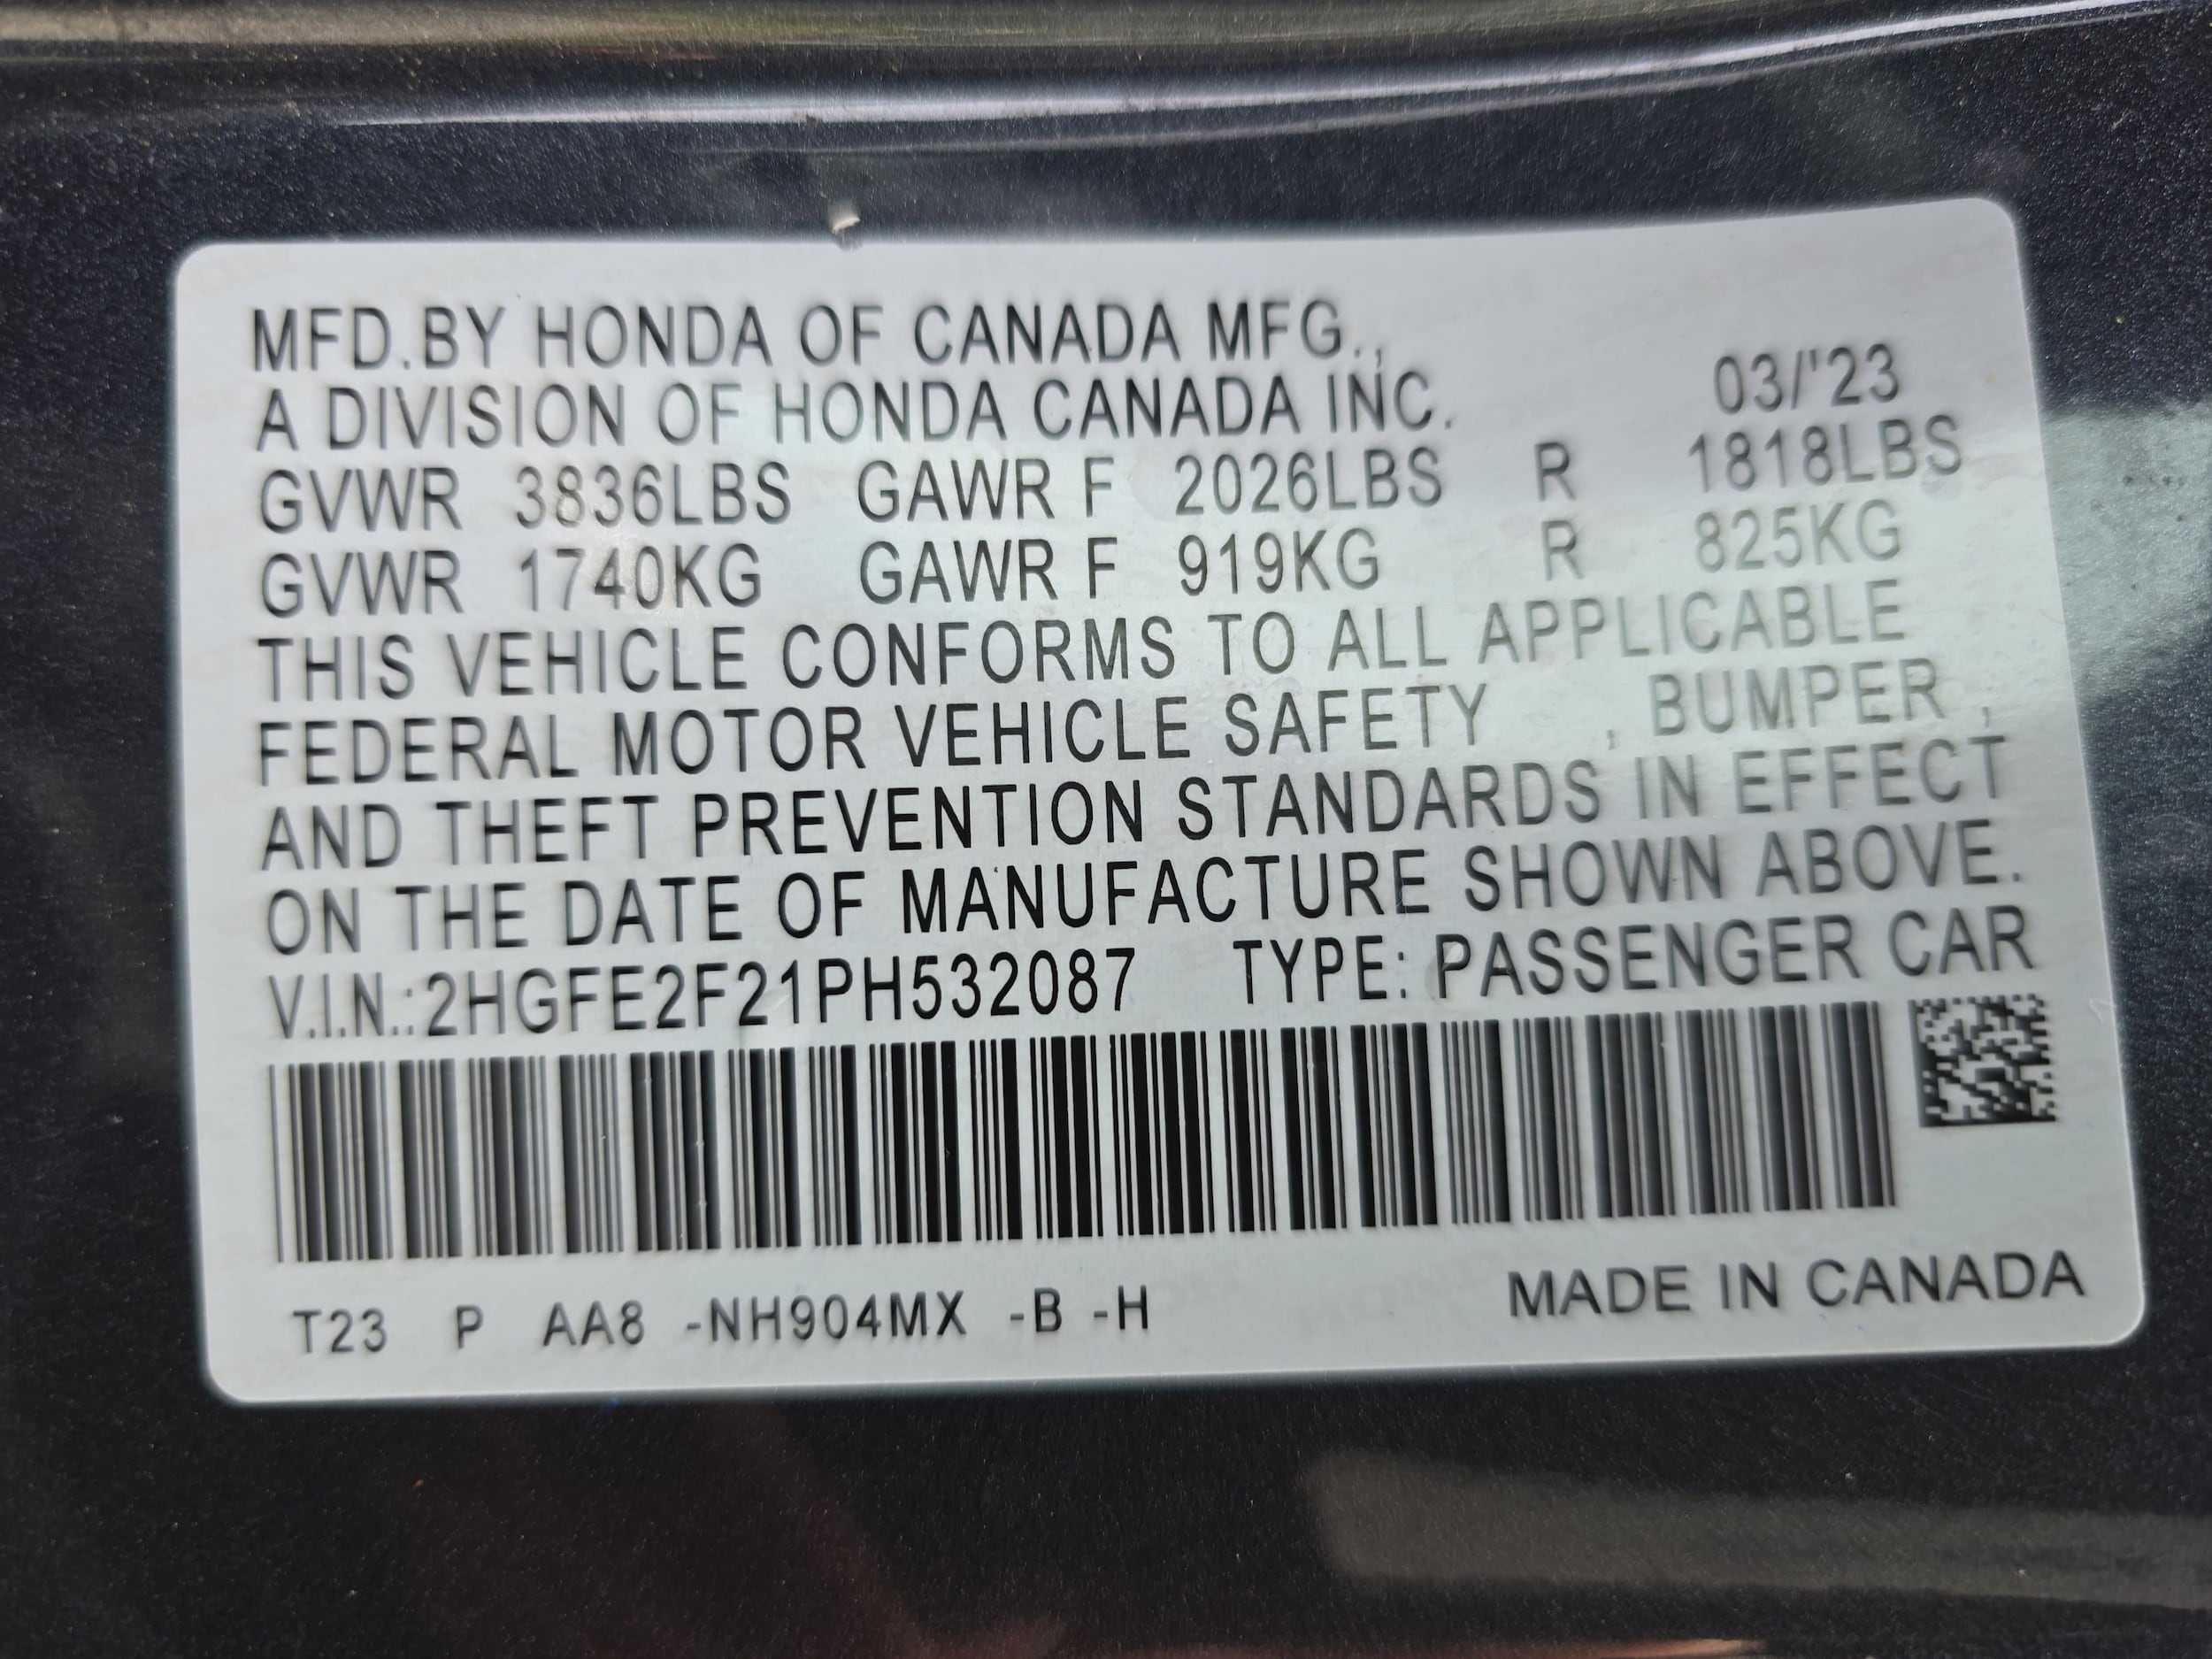 MFD.BY HONDA OF CANADA MFG.,
A DIVISION OF HONDA CANADA INC. 03/'23
GVWR 3836LBS GAWR F 2026LBS R 1818LBS
GVWR 1740KG GAWR F 919KG R 825KG
THIS VEHICLE CONFORMS TO ALL APPLICABLE
FEDERAL MOTOR VEHICLE SAFETY , BUMPER ,
AND THEFT PREVENTION STANDARDS IN EFFECT
ON THE DATE OF MANUFACTURE SHOWN ABOVE.
V.I.N.:2HGFE2F21PH532087 TYPE: PASSENGER CAR
T23 P AA8 -NH904MX -B -H MADE IN CANADA